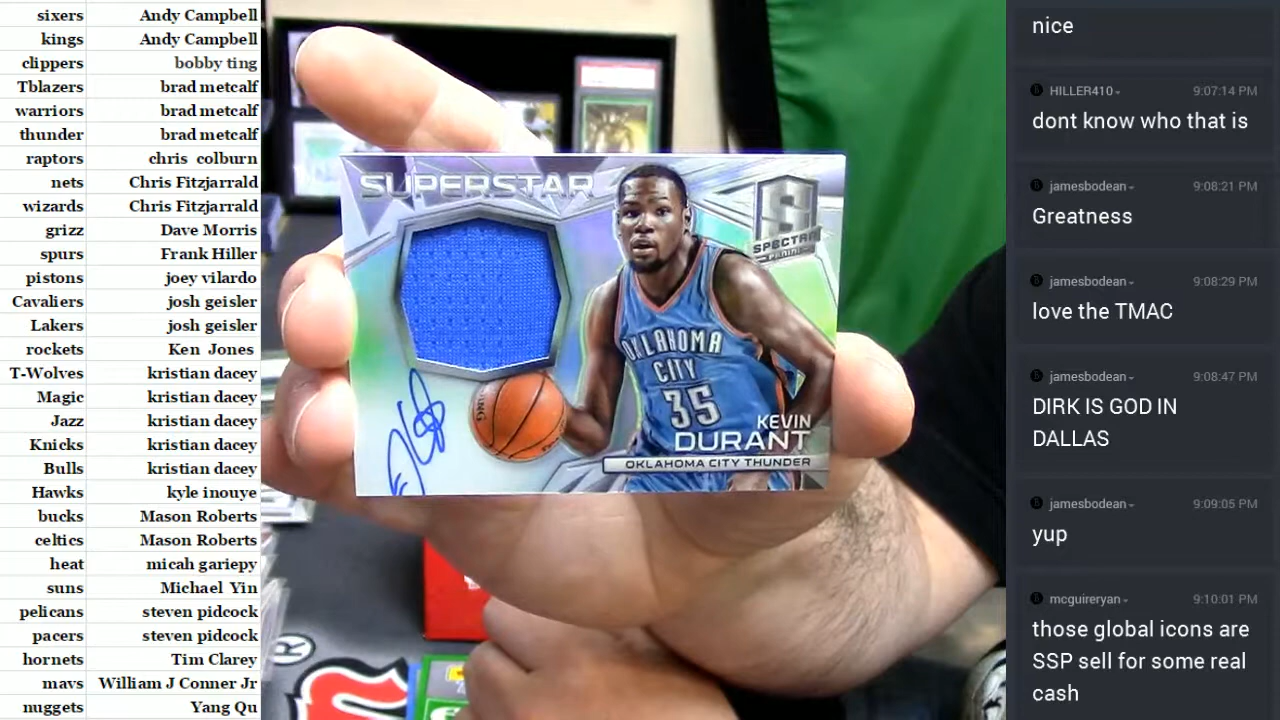 sixers Andy Campbell
kings Andy Campbell
clippers bobby ting
Tblazers brad metcalf
warriors brad metcalf
thunder brad metcalf
raptors chris colburn
nets Chris Fitzjarrald
wizards Chris Fitzjarrald
grizz Dave Morris
spurs Frank Hiller
pistons joey vilardo
Cavaliers josh geisler
Lakers josh geisler
rockets Ken Jones
T-Wolves kristian dacey
Magic kristian dacey
Jazz kristian dacey
Knicks kristian dacey
Bulls kristian dacey
Hawks kyle inouye
bucks Mason Roberts
celtics Mason Roberts
heat micah gariepy
suns Michael Yin
pelicans steven pidcock
pacers steven pidcock
hornets Tim Clarey
mavs William J Conner Jr
nuggets Yang Qu
SUPERSTAR
SPECTRA
PANINI
OKLAHOMA
CITY
35
KEVIN
DURANT
OKLAHOMA CITY THUNDER
nice
HILLER410 9:07:14 PM
dont know who that is
jamesbodean 9:08:21 PM
Greatness
jamesbodean 9:08:29 PM
love the TMAC
jamesbodean 9:08:47 PM
DIRK IS GOD IN
DALLAS
jamesbodean 9:09:05 PM
yup
mcguireryan 9:10:01 PM
those global icons are
SSP sell for some real
cash